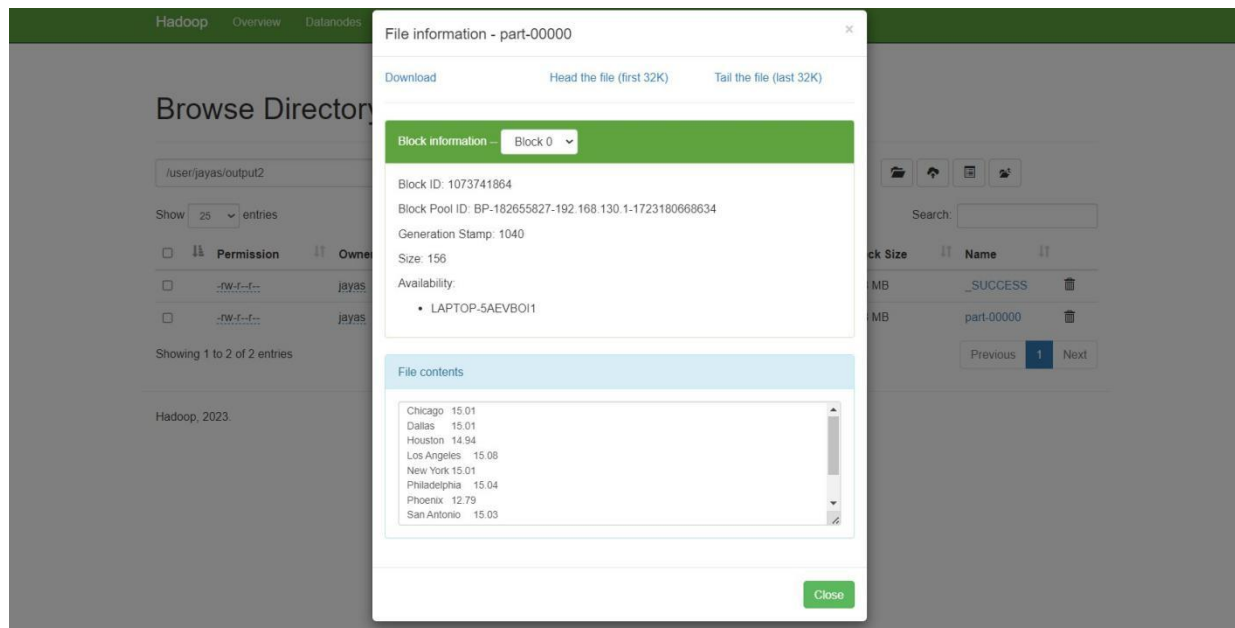 Hadoop Overview Datanodes
File information - part-00000 ×
Download Head the file (first 32K) Tail the file (last 32K)
Browse Directory
Block information -- Block 0
/user/jayas/output2
Block ID: 1073741864
Block Pool ID: BP-182655827-192.168.130.1-1723180668634
Show 25 entries Search:
Generation Stamp: 1040
Permission Owne ck Size Name
Size: 156
-rw-r--r-- jayas MB _SUCCESS
Availability:
LAPTOP-5AEVBOI1
-rw-r--r-- jayas MB part-00000
Showing 1 to 2 of 2 entries Previous 1 Next
File contents
Hadoop, 2023.
Chicago 15.01
Dallas 15.01
Houston 14.94
Los Angeles 15.08
New York 15.01
Philadelphia 15.04
Phoenix 12.79
San Antonio 15.03
Close